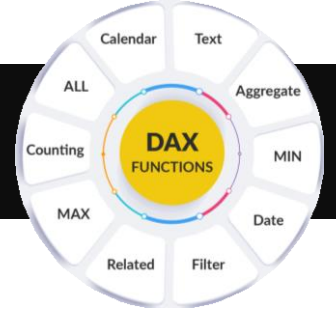 Calendar
Text
ALL
Aggregate
Counting
DAX
FUNCTIONS
MIN
MAX
Date
Related
Filter